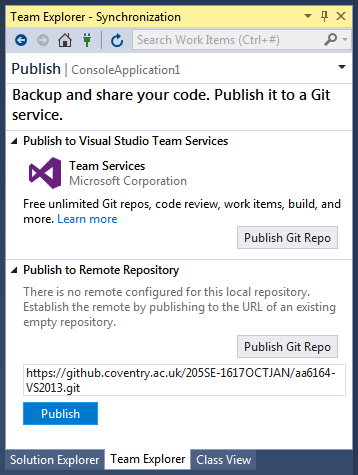 Team Explorer - Synchronization
Search Work Items (Ctrl+#)
Publish | ConsoleApplication1
Backup and share your code. Publish it to a Git
service.
Publish to Visual Studio Team Services
Team Services
Microsoft Corporation
Free unlimited Git repos, code review, work items, build, and
more. Learn more
Publish Git Repo
Publish to Remote Repository
There is no remote configured for this local repository.
Establish the remote by publishing to the URL of an existing
empty repository.
Publish Git Repo
https://github.coventry.ac.uk/205SE-1617OCTJAN/aa6164-
VS2013.git
Publish
Solution Explorer Team Explorer Class View